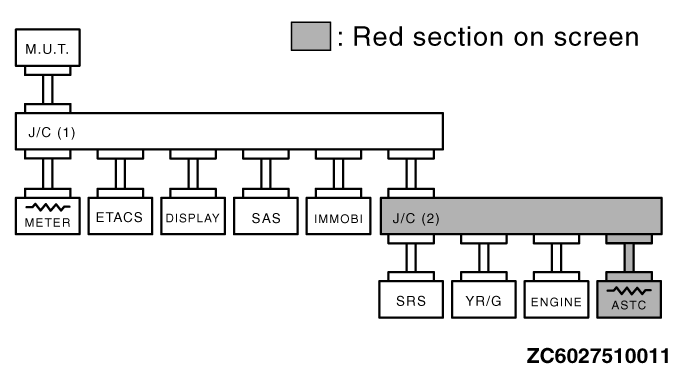 M.U.T.
: Red section on screen
J/C (1)
METER
ETACS
DISPLAY
SAS
IMMOBI
J/C (2)
SRS
YR/G
ENGINE
ASTC
ZC6027510011